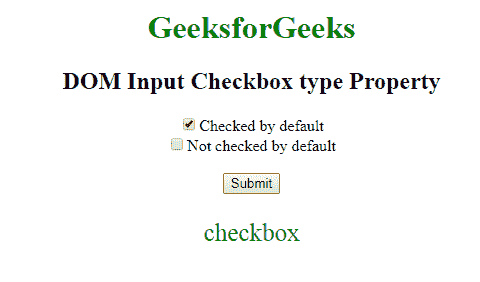 GeeksforGeeks
DOM Input Checkbox type Property
Checked by default
Not checked by default
Submit
checkbox